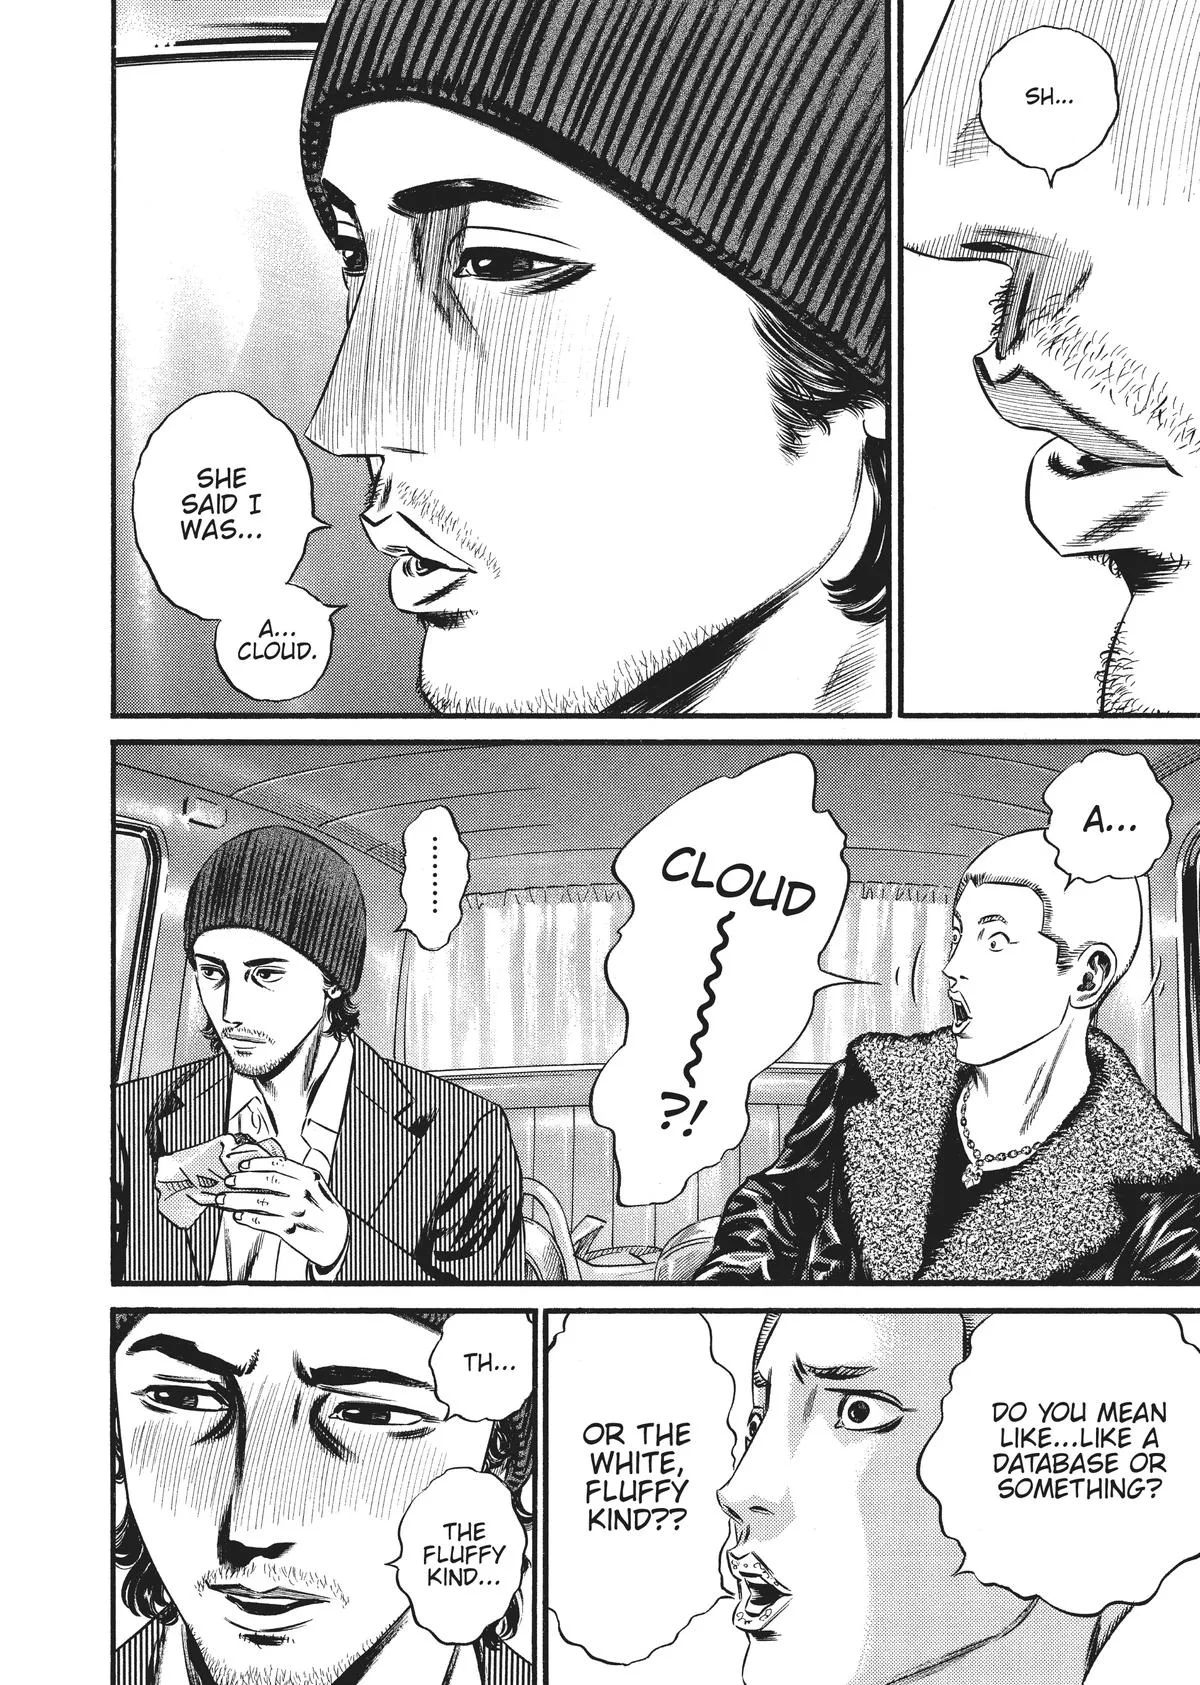 SH...
SHE
SAID I
WAS...
A...
CLOUD.
A...
CLOUD
?!
.........
DO YOU MEAN
LIKE...LIKE A
DATABASE OR
SOMETHING?
OR THE
WHITE,
FLUFFY
KIND??
TH...
THE
FLUFFY
KIND...